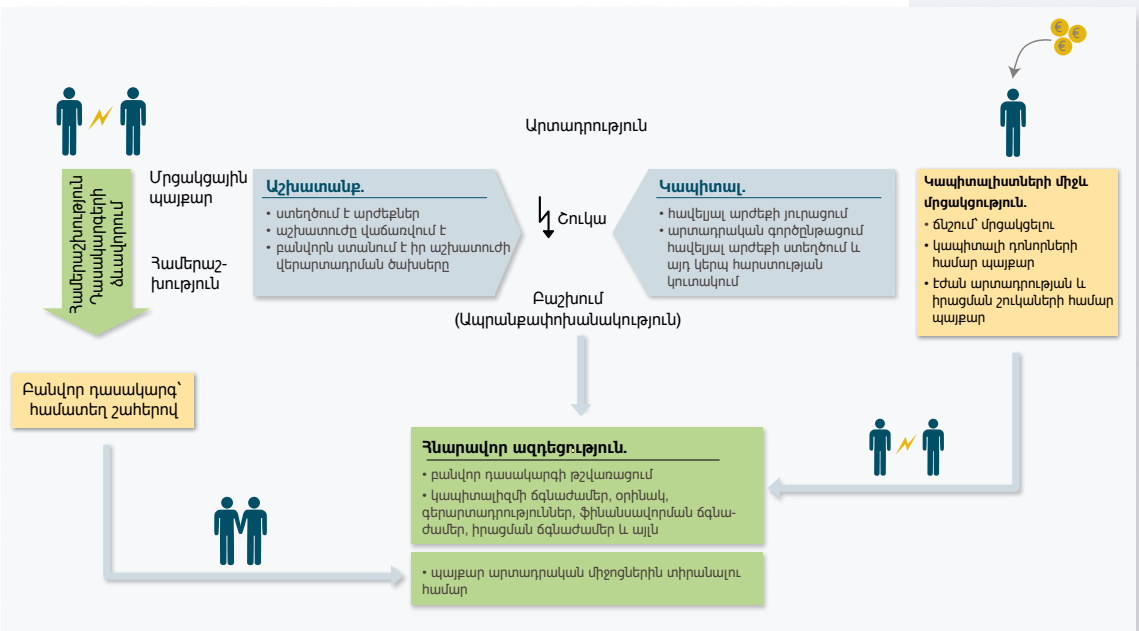 Արտադրություն
Համերաշխություն
Դասակարգերի
ձևավորում
Մրցակցային
պայքար
Համերաշ-
խություն
Աշխատանք.
• ստեղծում է արժեքներ
• աշխատուժը վաճառվում է
• բանվորն ստանում է իր աշխատուժի
վերարտադրման ծախսերը
Շուկա
Կապիտալ.
• հավելյալ արժեքի յուրացում
• արտադրական գործընթացում
հավելյալ արժեքի ստեղծում և
այդ կերպ հարստության
կուտակում
Կապիտալիստների միջև
մրցակցություն.
• ճնշում՝ մրցակցելու
• կապիտալի դոնորների
համար պայքար
• էժան արտադրության և
իրացման շուկաների համար
պայքար
Բաշխում
(Ապրանքափոխանակություն)
Բանվոր դասակարգ՝
համատեղ շահերով
Հնարավոր ազդեցություն.
• բանվոր դասակարգի թշվառացում
• կապիտալիզմի ճգնաժամեր, օրինակ,
գերարտադրություններ, ֆինանսավորման ճգնա-
ժամեր, իրացման ճգնաժամեր և այլն
• պայքար արտադրական միջոցներին տիրանալու
համար